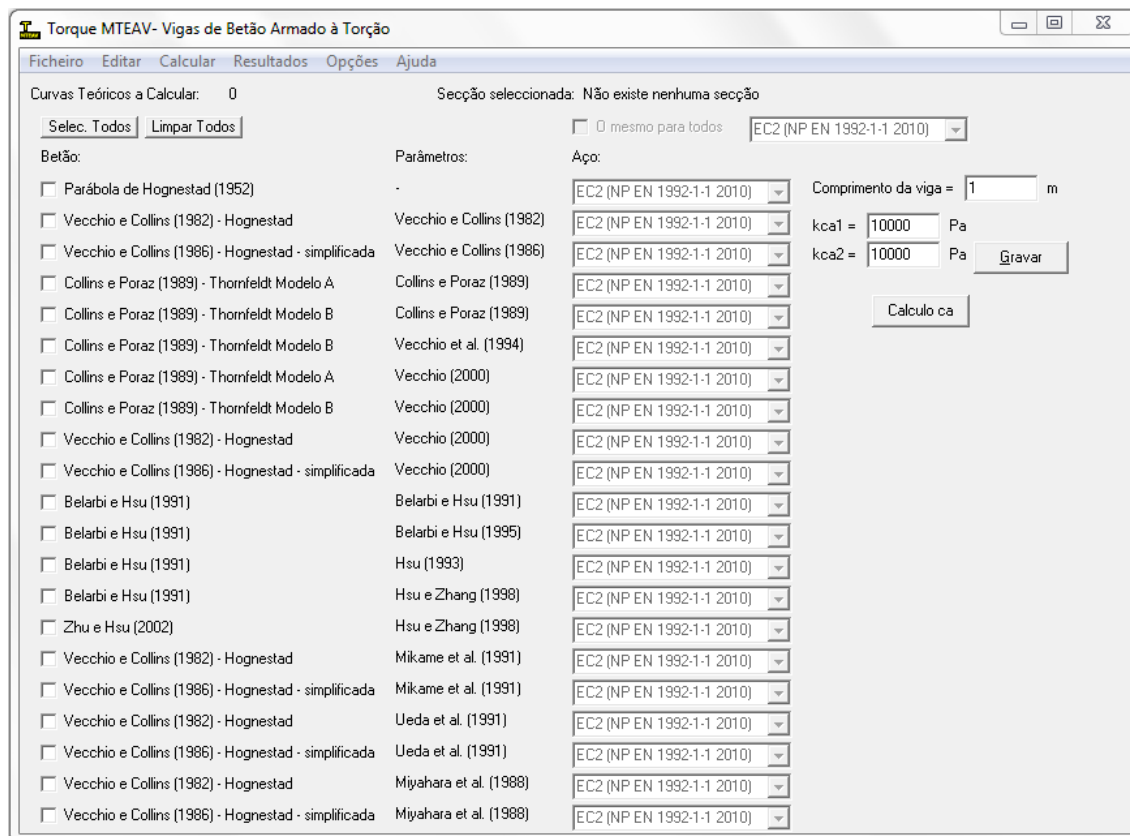 Torque MTEAV- Vigas de Betão Armado à Torção
Ficheiro Editar Calcular Resultados Opções Ajuda
Curvas Teóricos a Calcular: 0 Secção seleccionada: Não existe nenhuma secção
Selec. Todos Limpar Todos O mesmo para todos EC2 (NP EN 1992-1-1 2010)
Betão: Parâmetros: Aço:
Parábola de Hognestad (1952) - EC2 (NP EN 1992-1-1 2010) Comprimento da viga = 1 m
Vecchio e Collins (1982) - Hognestad Vecchio e Collins (1982) EC2 (NP EN 1992-1-1 2010) kca1 = 10000 Pa
Vecchio e Collins (1986) - Hognestad - simplificada Vecchio e Collins (1986) EC2 (NP EN 1992-1-1 2010) kca2 = 10000 Pa Gravar
Collins e Poraz (1989) - Thornfeldt Modelo A Collins e Poraz (1989) EC2 (NP EN 1992-1-1 2010)
Collins e Poraz (1989) - Thornfeldt Modelo B Collins e Poraz (1989) EC2 (NP EN 1992-1-1 2010) Calculo ca
Collins e Poraz (1989) - Thornfeldt Modelo B Vecchio et al. (1994) EC2 (NP EN 1992-1-1 2010)
Collins e Poraz (1989) - Thornfeldt Modelo A Vecchio (2000) EC2 (NP EN 1992-1-1 2010)
Collins e Poraz (1989) - Thornfeldt Modelo B Vecchio (2000) EC2 (NP EN 1992-1-1 2010)
Vecchio e Collins (1982) - Hognestad Vecchio (2000) EC2 (NP EN 1992-1-1 2010)
Vecchio e Collins (1986) - Hognestad - simplificada Vecchio (2000) EC2 (NP EN 1992-1-1 2010)
Belarbi e Hsu (1991) Belarbi e Hsu (1991) EC2 (NP EN 1992-1-1 2010)
Belarbi e Hsu (1991) Belarbi e Hsu (1995) EC2 (NP EN 1992-1-1 2010)
Belarbi e Hsu (1991) Hsu (1993) EC2 (NP EN 1992-1-1 2010)
Belarbi e Hsu (1991) Hsu e Zhang (1998) EC2 (NP EN 1992-1-1 2010)
Zhu e Hsu (2002) Hsu e Zhang (1998) EC2 (NP EN 1992-1-1 2010)
Vecchio e Collins (1982) - Hognestad Mikame et al. (1991) EC2 (NP EN 1992-1-1 2010)
Vecchio e Collins (1986) - Hognestad - simplificada Mikame et al. (1991) EC2 (NP EN 1992-1-1 2010)
Vecchio e Collins (1982) - Hognestad Ueda et al. (1991) EC2 (NP EN 1992-1-1 2010)
Vecchio e Collins (1986) - Hognestad - simplificada Ueda et al. (1991) EC2 (NP EN 1992-1-1 2010)
Vecchio e Collins (1982) - Hognestad Miyahara et al. (1988) EC2 (NP EN 1992-1-1 2010)
Vecchio e Collins (1986) - Hognestad - simplificada Miyahara et al. (1988) EC2 (NP EN 1992-1-1 2010)